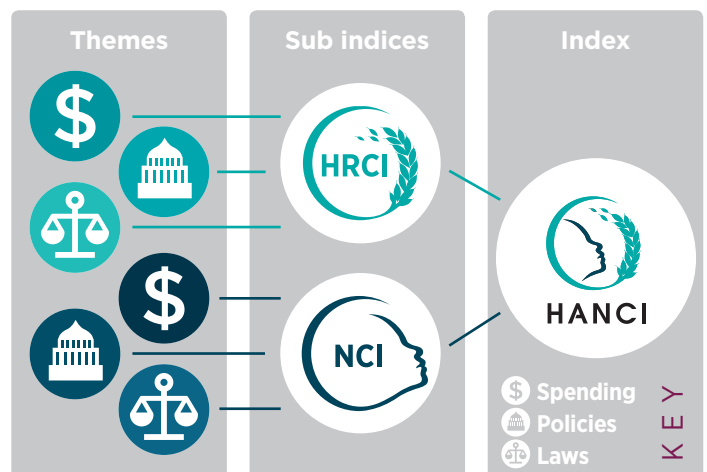 Themes
Sub indices
Index
$
HRCI
$
NCI
HANCI
$ Spending
Policies
Laws
KEY